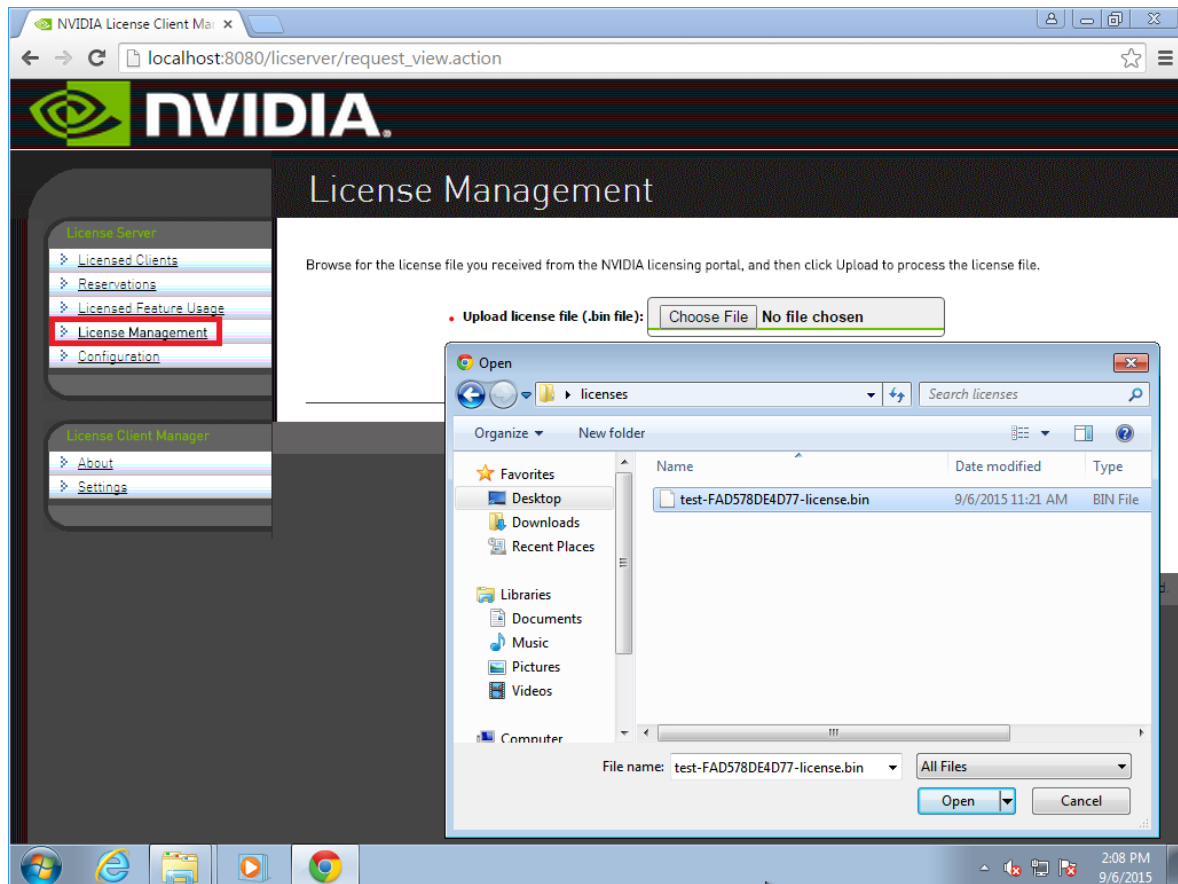 NVIDIA License Client Ma
localhost:8080/licserver/request_view.action
NVIDIA.
License Management
License Server
Licensed Clients
Reservations
Licensed Feature Usage
License Management
Configuration
License Client Manager
About
Settings
Browse for the license file you received from the NVIDIA licensing portal, and then click Upload to process the license file.
Upload license file (.bin file):
Choose File No file chosen
Open
licenses
Search licenses
Organize
New folder
Favorites
Desktop
Downloads
Recent Places
Libraries
Documents
Music
Pictures
Videos
Computer
Name Date modified Type
test-FAD578DE4D77-license.bin 9/6/2015 11:21 AM BIN File
File name: test-FAD578DE4D77-license.bin
All Files
Open
Cancel
2:08 PM
9/6/2015